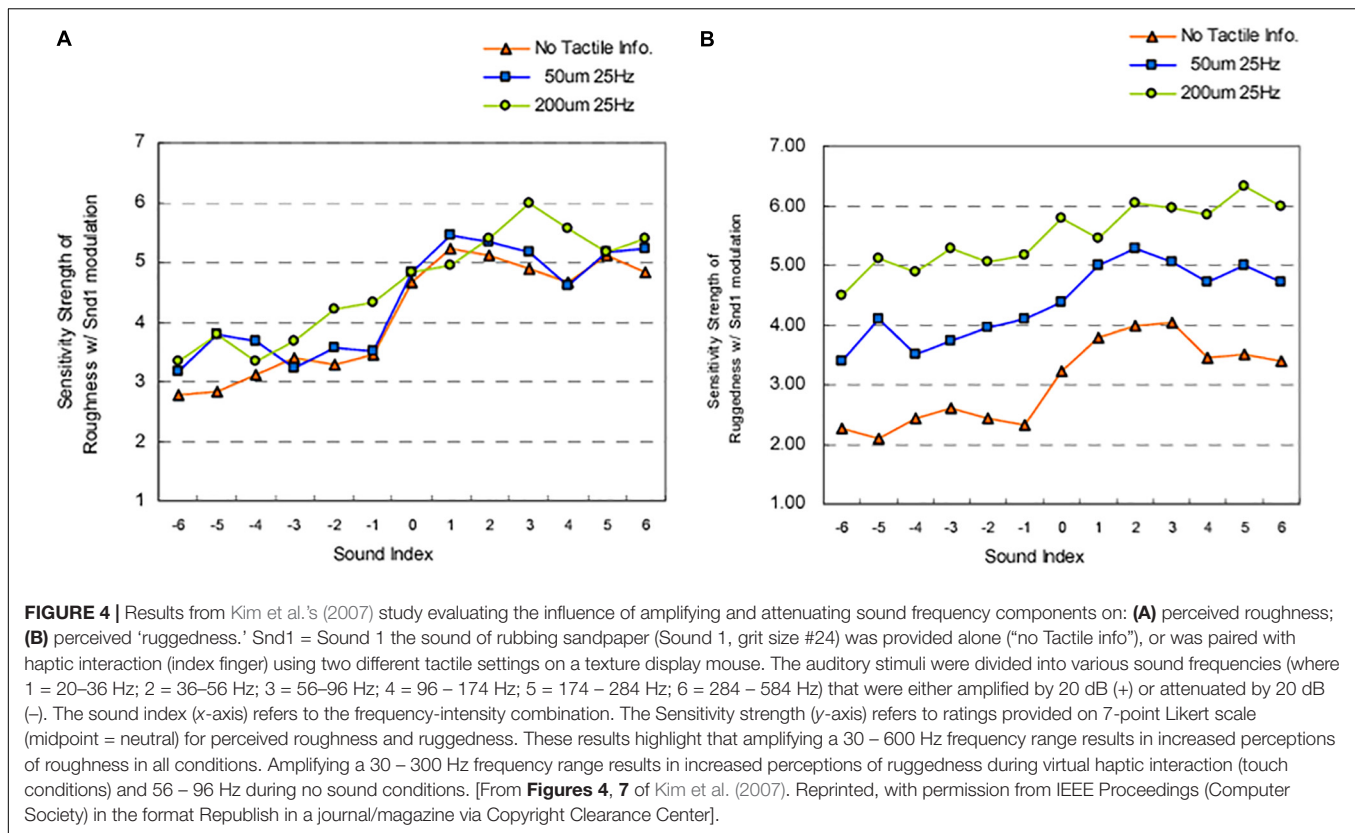 A
No Tactile Info.
50um 25Hz
200um 25Hz
7
6
5
4
3
2
1
Sensitivity Strength of
Roughness w/ Snd1 modulation
-6 -5 -4 -3 -2 -1 0 1 2 3 4 5 6
Sound Index
B
No Tactile Info.
50um 25Hz
200um 25Hz
7.00
6.00
5.00
4.00
3.00
2.00
1.00
Sensitivity Strength of
Ruggedness w/ Snd1 modulation
-6 -5 -4 -3 -2 -1 0 1 2 3 4 5 6
Sound Index
FIGURE 4 | Results from Kim et al.'s (2007) study evaluating the influence of amplifying and attenuating sound frequency components on: (A) perceived roughness;
(B) perceived 'ruggedness.' Snd1 = Sound 1 the sound of rubbing sandpaper (Sound 1, grit size #24) was provided alone ("no Tactile info"), or was paired with
haptic interaction (index finger) using two different tactile settings on a texture display mouse. The auditory stimuli were divided into various sound frequencies (where
1 = 20–36 Hz; 2 = 36–56 Hz; 3 = 56–96 Hz; 4 = 96 – 174 Hz; 5 = 174 – 284 Hz; 6 = 284 – 584 Hz) that were either amplified by 20 dB (+) or attenuated by 20 dB
(–). The sound index (x-axis) refers to the frequency-intensity combination. The Sensitivity strength (y-axis) refers to ratings provided on 7-point Likert scale
(midpoint = neutral) for perceived roughness and ruggedness. These results highlight that amplifying a 30 – 600 Hz frequency range results in increased perceptions
of roughness in all conditions. Amplifying a 30 – 300 Hz frequency range results in increased perceptions of ruggedness during virtual haptic interaction (touch
conditions) and 56 – 96 Hz during no sound conditions. [From Figures 4, 7 of Kim et al. (2007). Reprinted, with permission from IEEE Proceedings (Computer
Society) in the format Republish in a journal/magazine via Copyright Clearance Center].